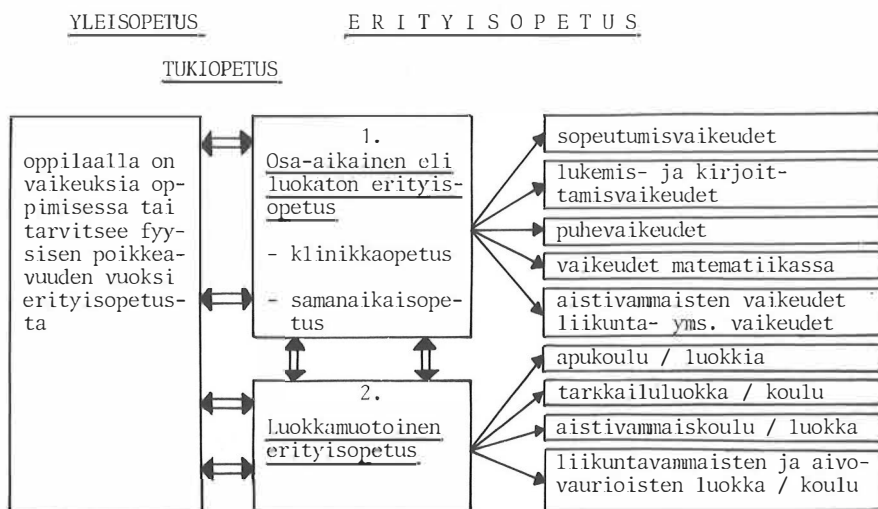 YLEISOPETUS
E R I T Y I S O P E T U S
TUKIOPETUS
oppilaalla on
vaikeuksia op-
pimisessa tai
tarvitsee fyy-
sisen poikkea-
vuuden vuoksi
erityisopetus-
ta
1.
Osa-aikainen eli
luokaton erityis-
opetus
- klinikkaopetus
- samanaikaisope-
tus
2.
Luokkamuotoinen
erityisopetus
sopeutumisvaikeudet
lukemis- ja kirjoit-
tamisvaikeudet
puhevaikeudet
vaikeudet matematiikassa
aistivammaisten vaikeudet
liikunta- yms. vaikeudet
apukoulu / luokkia
tarkkailuluokka / koulu
aistivammaiskoulu / luokka
liikuntavammaisten ja aivo-
vaurioisten luokka / koulu